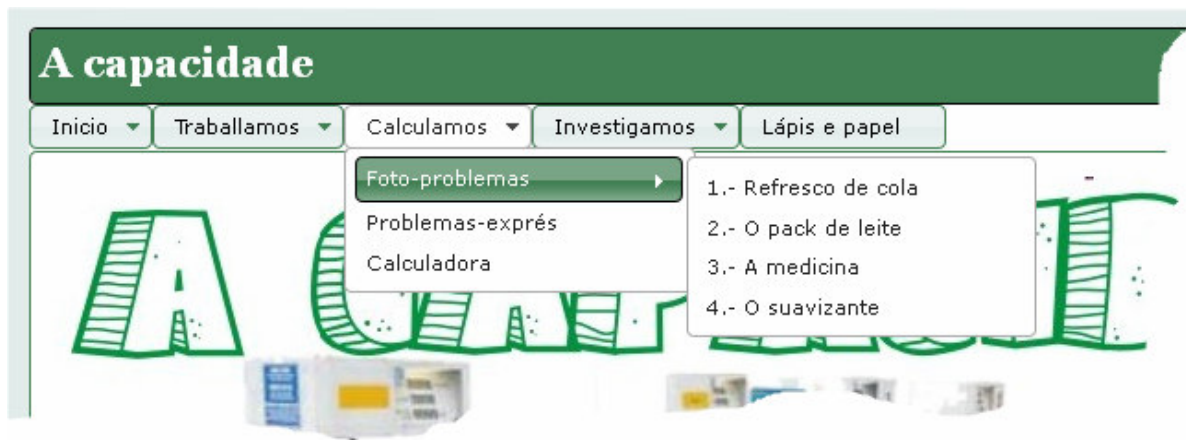 A capacidade
Inicio Traballamos Calculamos Investigamos Lápis e papel
Foto-problemas
Problemas-exprés
Calculadora
1.- Refresco de cola
2.- O pack de leite
3.- A medicina
4.- O suavizante
A